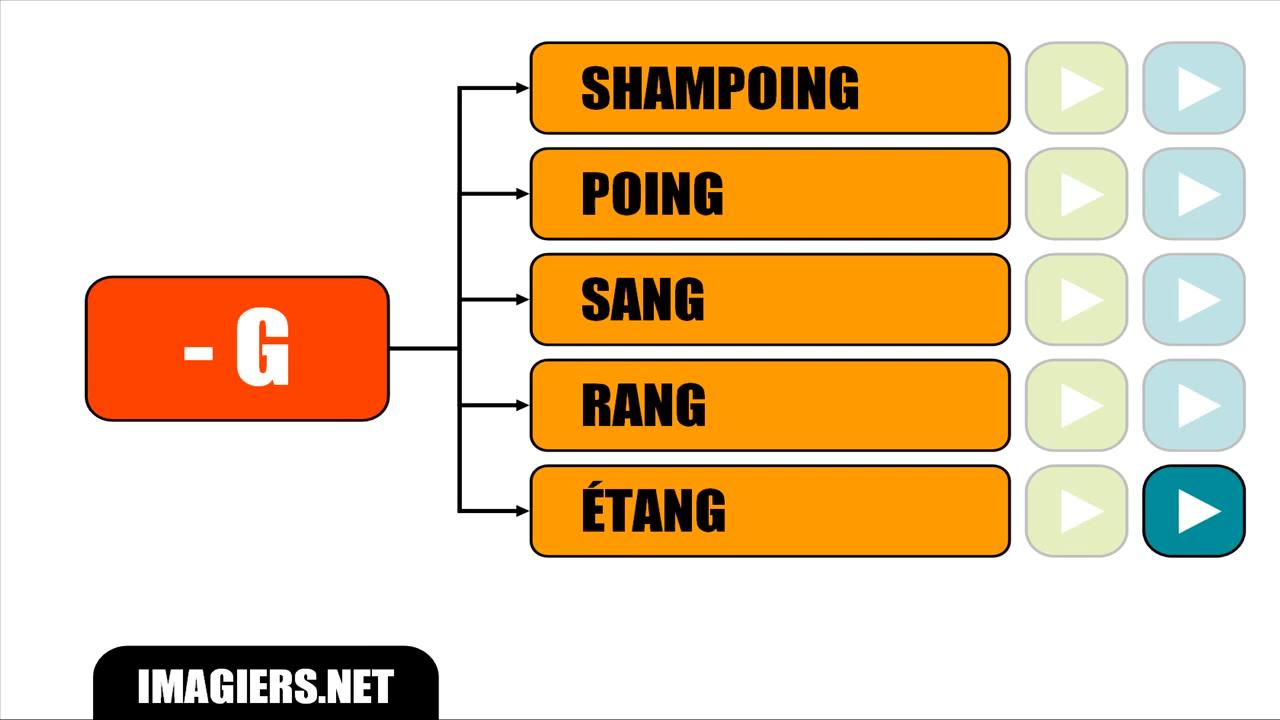 - G
SHAMPOING
POING
SANG
RANG
ÉTANG
IMAGIERS.NET